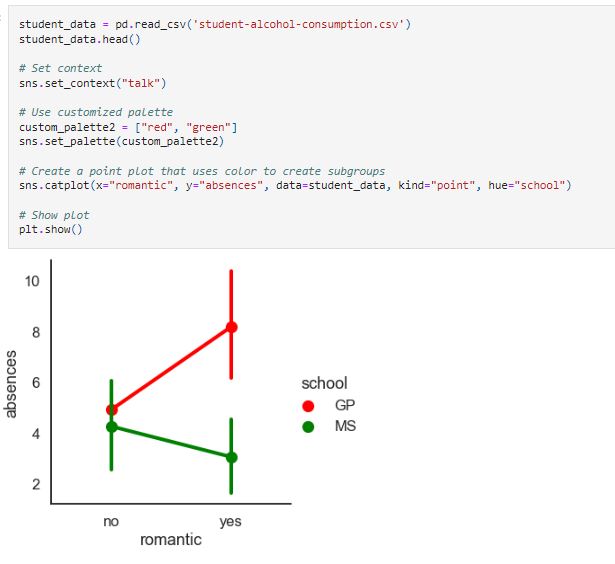 student_data = pd.read_csv('student-alcohol-consumption.csv')
student_data.head()
# Set context
sns.set_context("talk")
# Use customized palette
custom_palette2 = ["red", "green"]
sns.set_palette(custom_palette2)
# Create a point plot that uses color to create subgroups
sns.catplot(x="romantic", y="absences", data=student_data, kind="point", hue="school")
# Show plot
plt.show()
10
8
6
4
2
absences
no yes
romantic
school
GP
MS